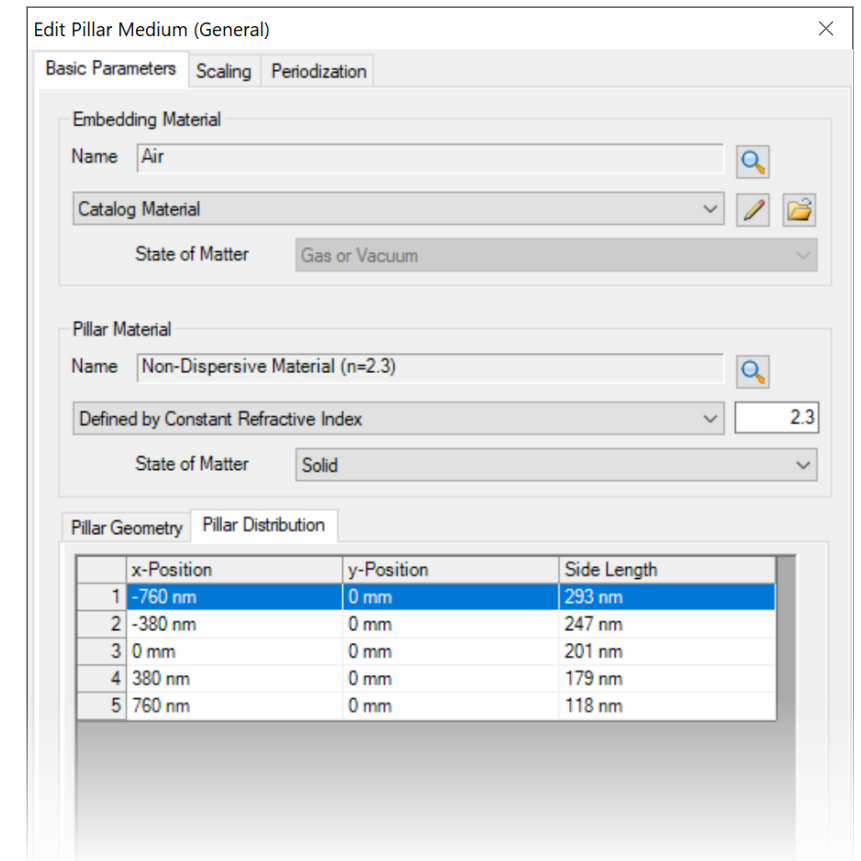 Edit Pillar Medium (General)
Basic Parameters Scaling Periodization
Embedding Material
Name Air
Catalog Material
State of Matter Gas or Vacuum
Pillar Material
Name Non-Dispersive Material (n=2.3)
Defined by Constant Refractive Index 2.3
State of Matter Solid
Pillar Geometry Pillar Distribution
x-Position y-Position Side Length
1 -760 nm 0 mm 293 nm
2 -380 nm 0 mm 247 nm
3 0 mm 0 mm 201 nm
4 380 nm 0 mm 179 nm
5 760 nm 0 mm 118 nm